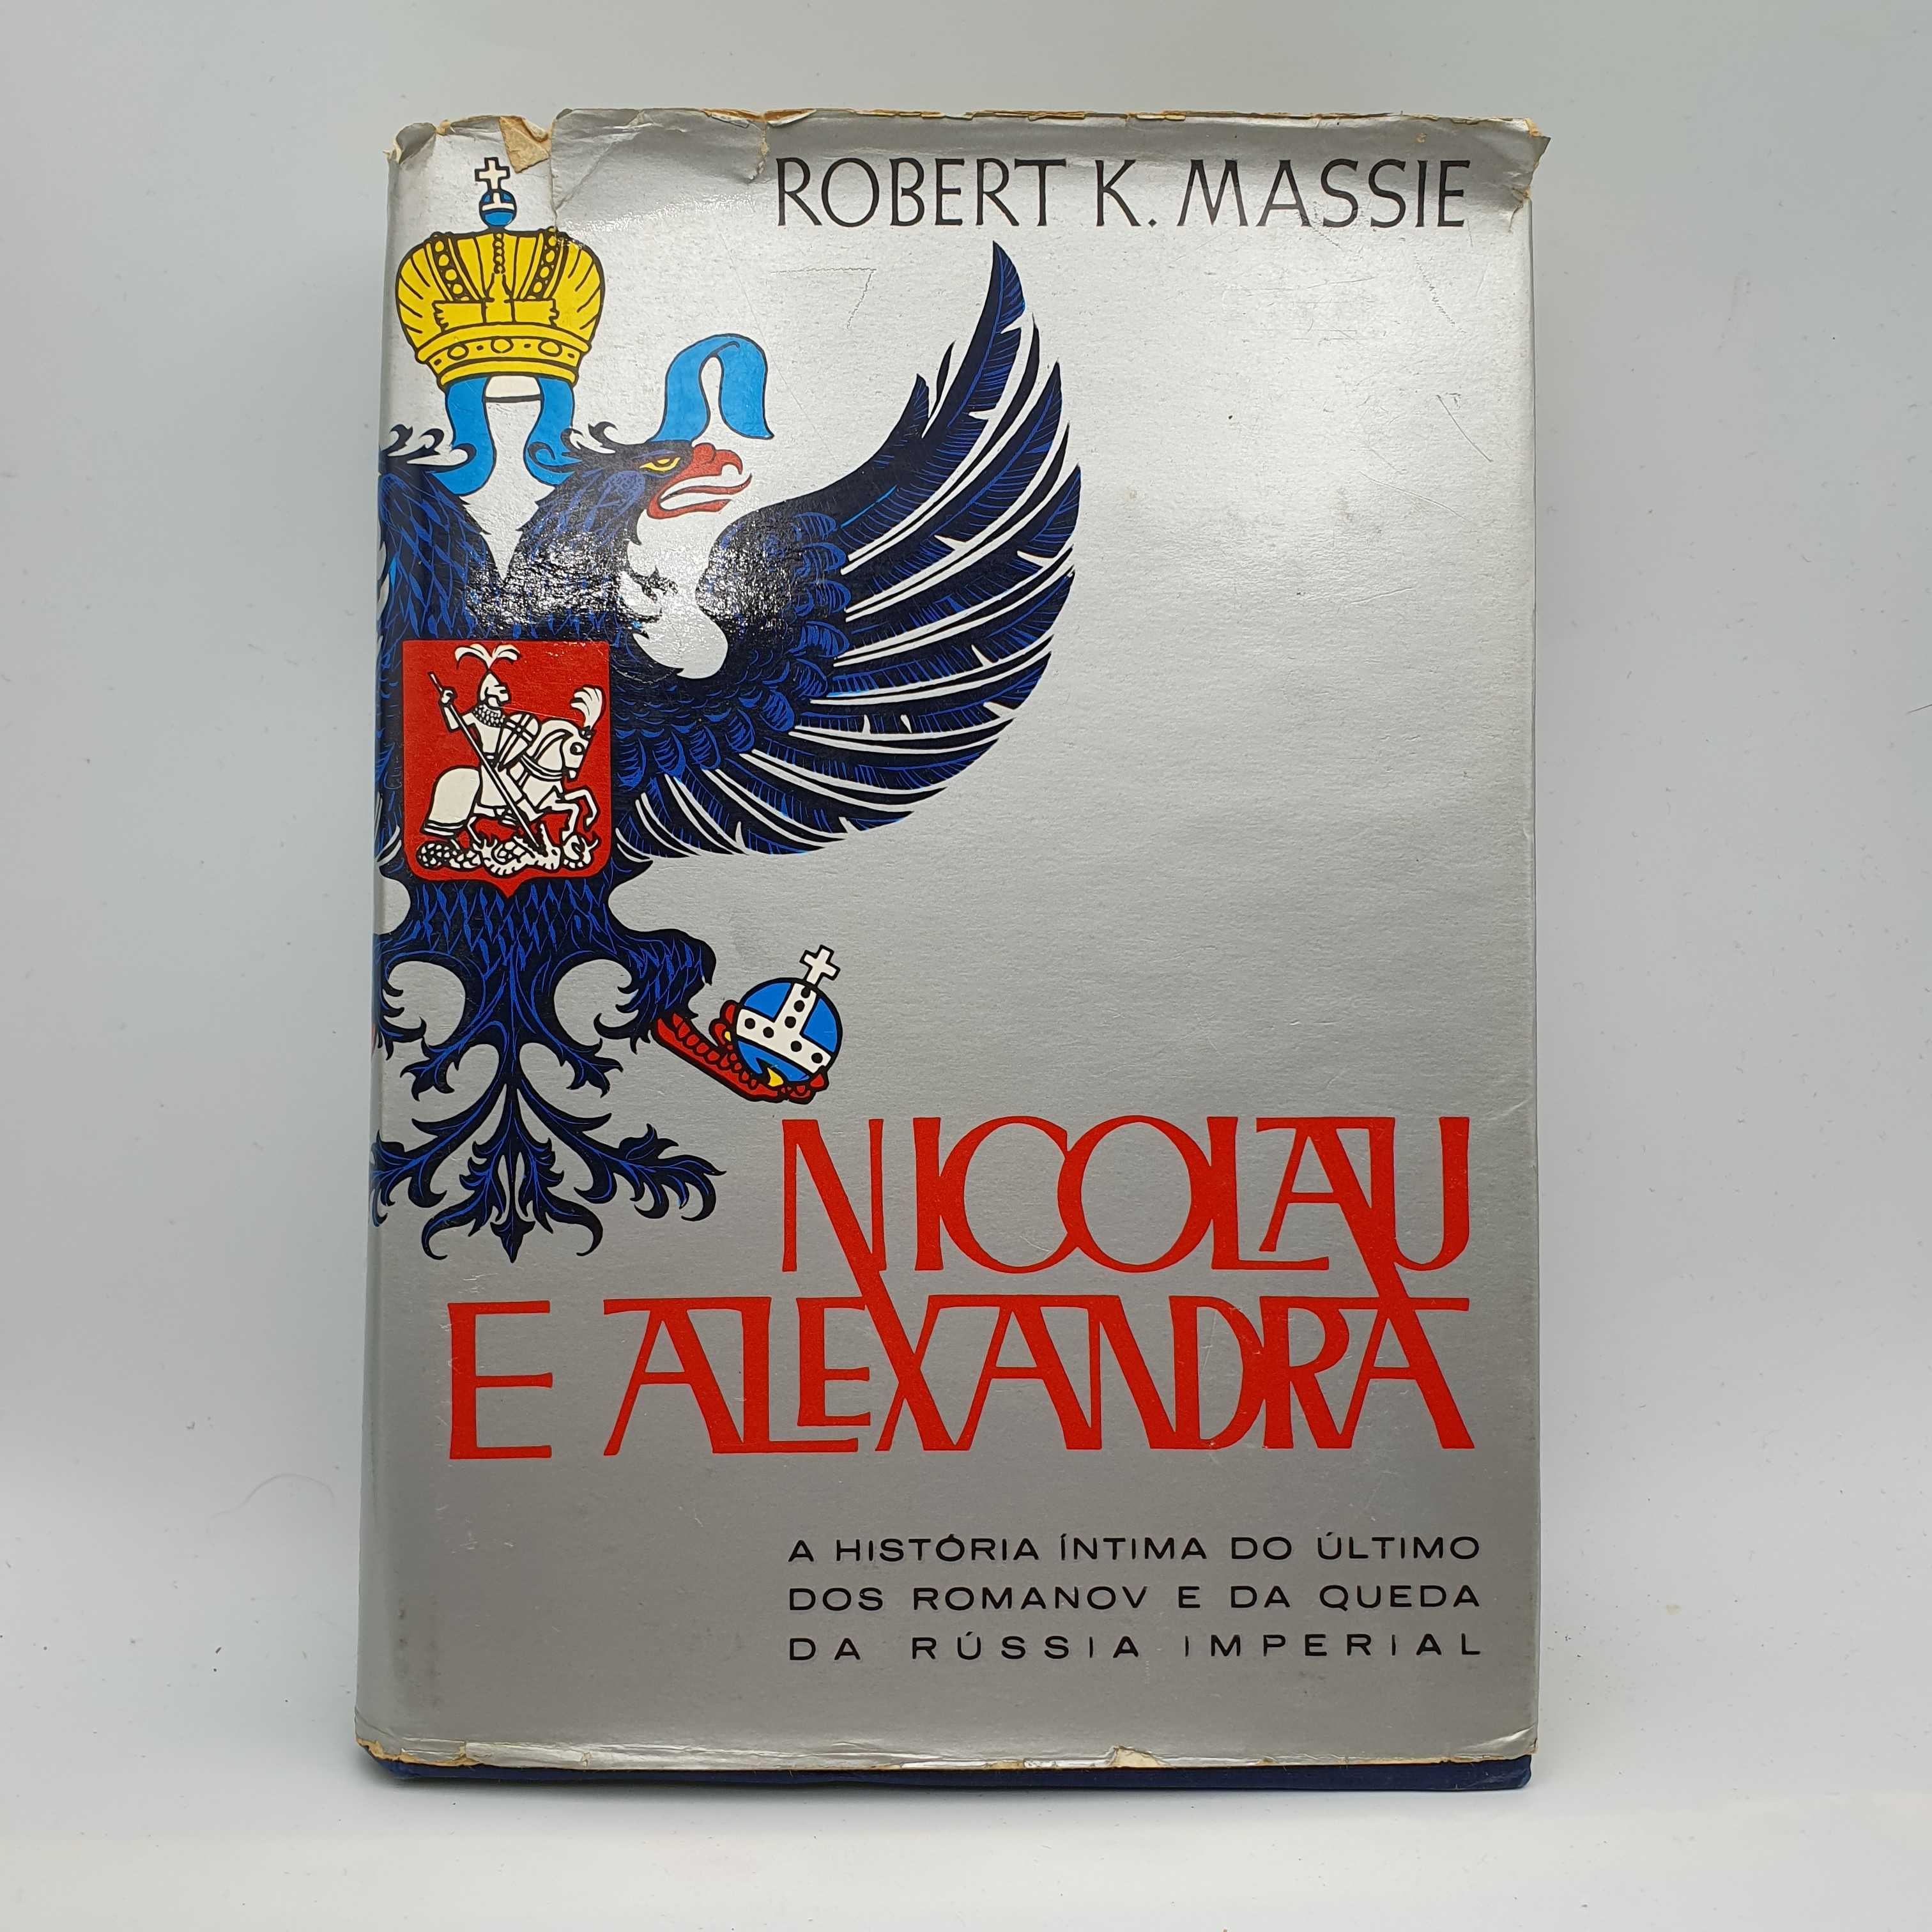 ROBERT K. MASSIE
NICOLAU
E ALEXANDRA
A HISTÓRIA ÍNTIMA DO ÚLTIMO
DOS ROMANOV E DA QUEDA
DA RÚSSIA IMPERIAL